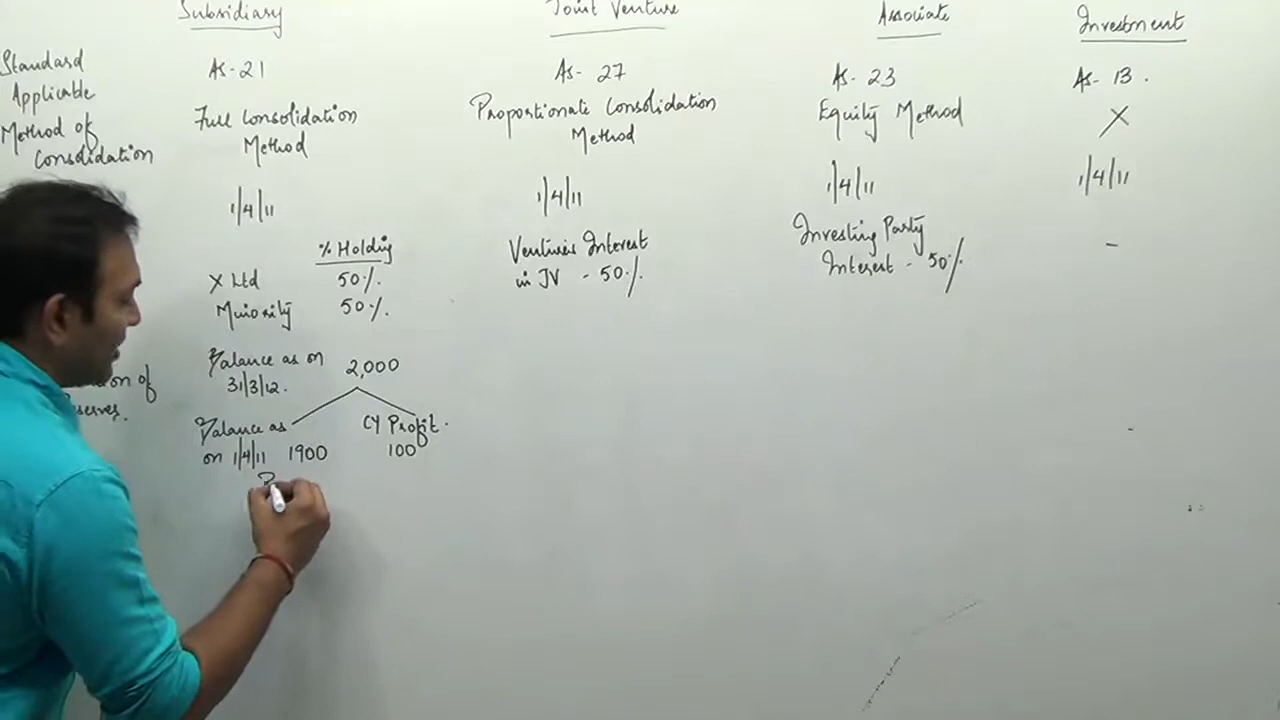 Subsidiary
Joint Venture
Associate
Investment
Standard
Applicable
AS-21
AS- 27
AS- 23
AS- 13.
Method of
Consolidation
Full Consolidation
Method
Proportionate Consolidation
Method
Equity Method
X
1/4/11
1/4/11
1/4/11
1/4/11
% Holding
X Ltd 50%
Minority 50%
Venturer's Interest
in JV - 50%
Investing Party
Interest - 50%
-
of
Balance as on 2,000
31/3/12.
Balance as
on 1/4/11 1900
CY Profit.
100